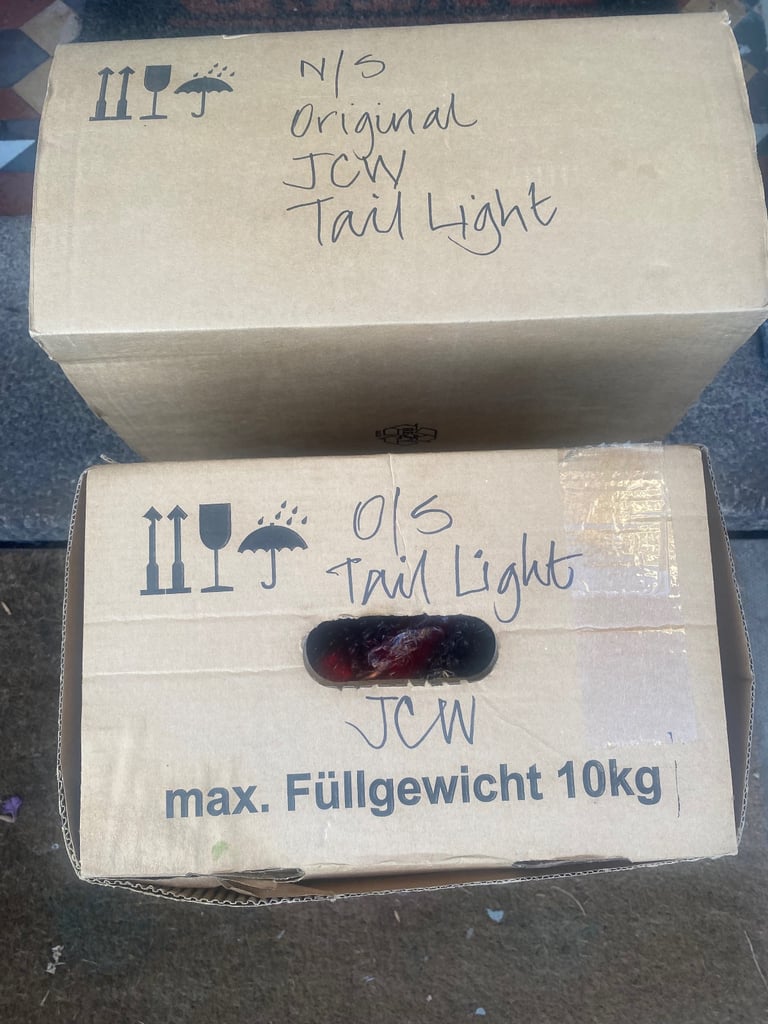 N/S
Original
JCW
Tail Light
O/S
Tail Light
JCW
max. Füllgewicht 10kg